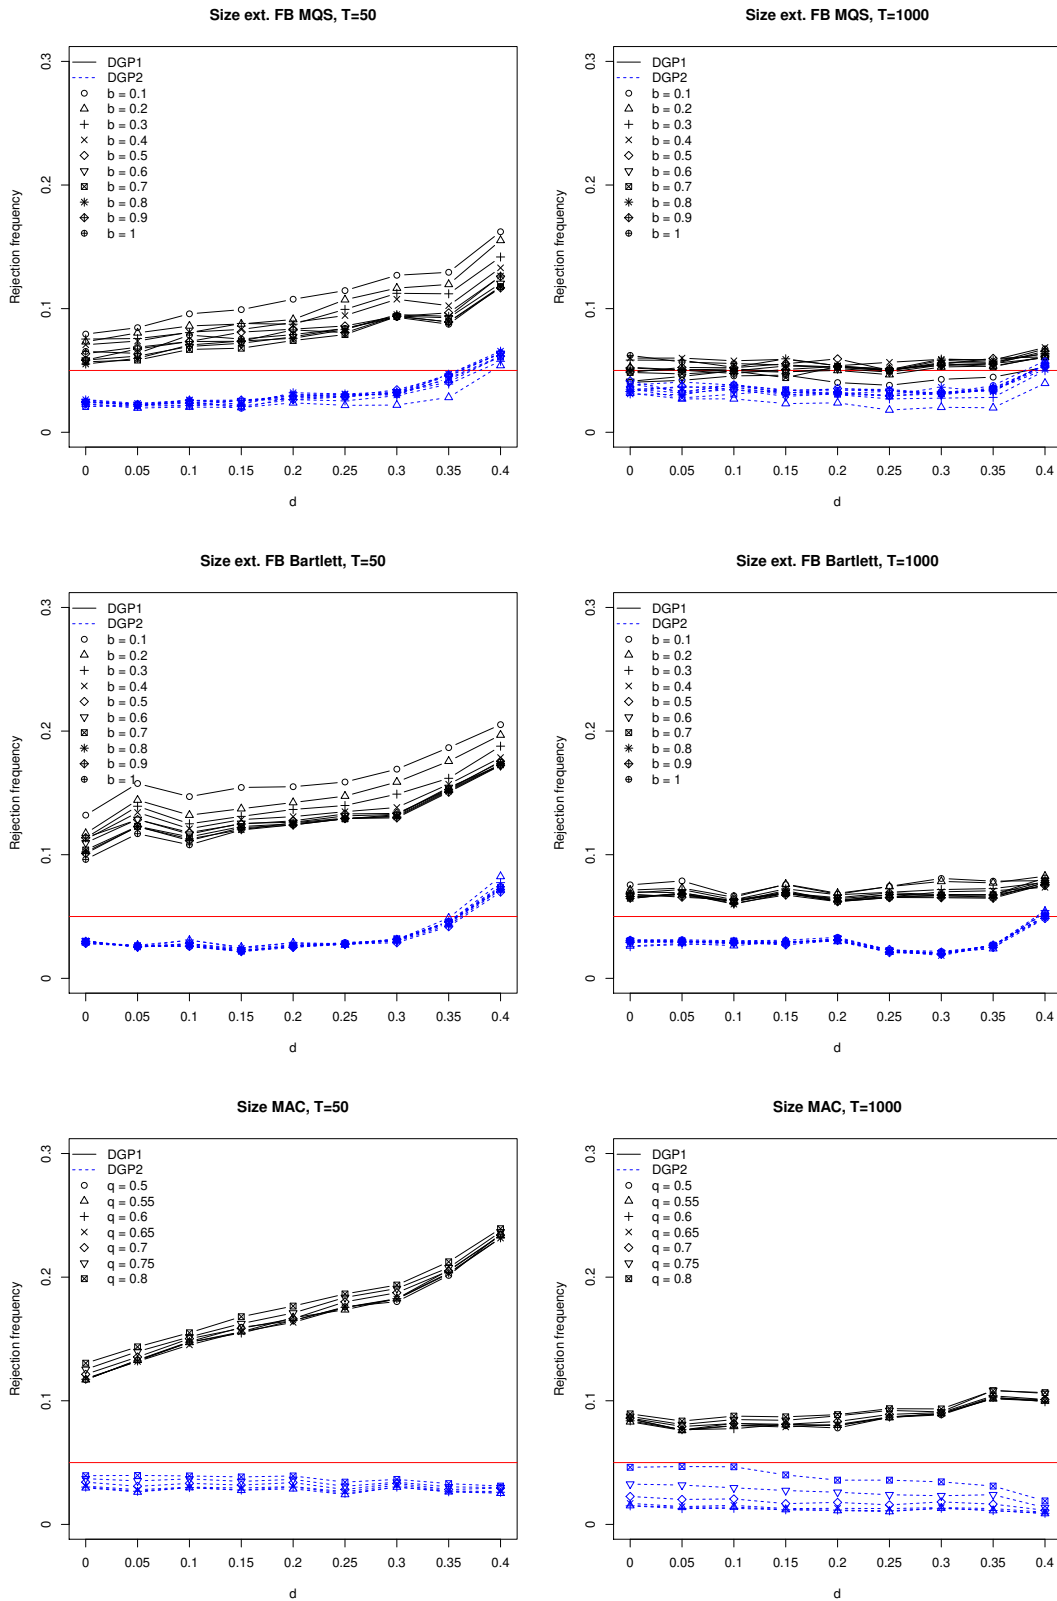 Size ext. FB MQS, T=50
Rejection frequency
0.3
0.2
0.1
0
DGP1
DGP2
b = 0.1
b = 0.2
b = 0.3
b = 0.4
b = 0.5
b = 0.6
b = 0.7
b = 0.8
b = 0.9
b = 1
0 0.05 0.1 0.15 0.2 0.25 0.3 0.35 0.4
d
Size ext. FB MQS, T=1000
Rejection frequency
0.3
0.2
0.1
0
DGP1
DGP2
b = 0.1
b = 0.2
b = 0.3
b = 0.4
b = 0.5
b = 0.6
b = 0.7
b = 0.8
b = 0.9
b = 1
0 0.05 0.1 0.15 0.2 0.25 0.3 0.35 0.4
d
Size ext. FB Bartlett, T=50
Rejection frequency
0.3
0.2
0.1
0
DGP1
DGP2
b = 0.1
b = 0.2
b = 0.3
b = 0.4
b = 0.5
b = 0.6
b = 0.7
b = 0.8
b = 0.9
b = 1
0 0.05 0.1 0.15 0.2 0.25 0.3 0.35 0.4
d
Size ext. FB Bartlett, T=1000
Rejection frequency
0.3
0.2
0.1
0
DGP1
DGP2
b = 0.1
b = 0.2
b = 0.3
b = 0.4
b = 0.5
b = 0.6
b = 0.7
b = 0.8
b = 0.9
b = 1
0 0.05 0.1 0.15 0.2 0.25 0.3 0.35 0.4
d
Size MAC, T=50
Rejection frequency
0.3
0.2
0.1
0
DGP1
DGP2
q = 0.5
q = 0.55
q = 0.6
q = 0.65
q = 0.7
q = 0.75
q = 0.8
0 0.05 0.1 0.15 0.2 0.25 0.3 0.35 0.4
d
Size MAC, T=1000
Rejection frequency
0.3
0.2
0.1
0
DGP1
DGP2
q = 0.5
q = 0.55
q = 0.6
q = 0.65
q = 0.7
q = 0.75
q = 0.8
0 0.05 0.1 0.15 0.2 0.25 0.3 0.35 0.4
d